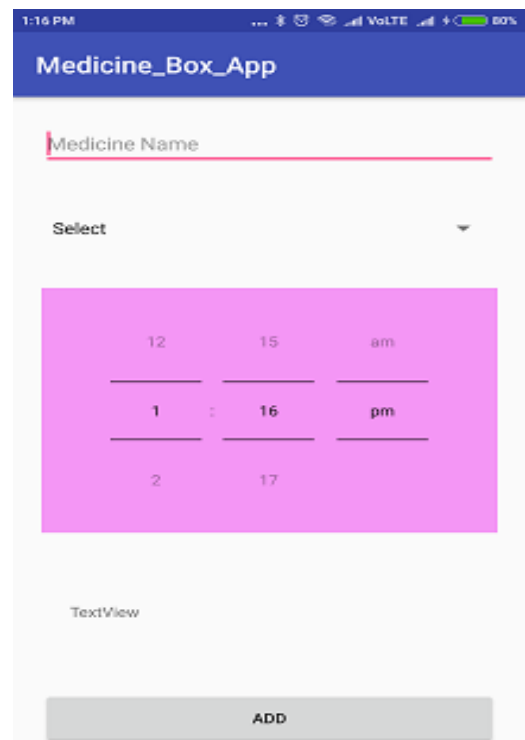 1:16 PM ... VoLTE 80%
Medicine_Box_App
Medicine Name
Select
12 15 am
1 : 16 pm
2 17
TextView
ADD